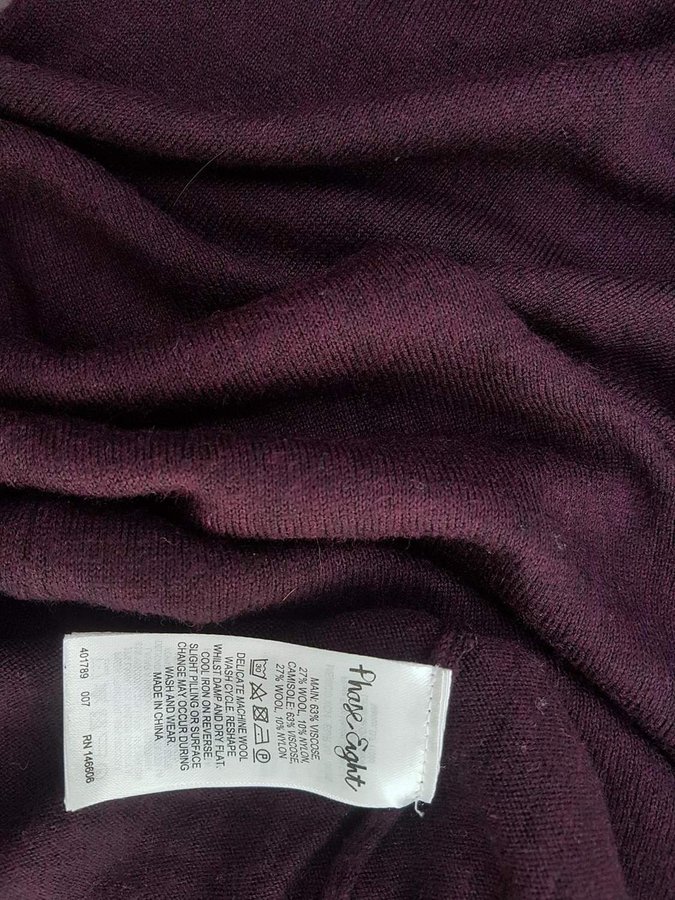 Phase Eight
MAIN: 63% VISCOSE
27% WOOL, 10% NYLON,
CAMISOLE: 63% VISCOSE,
27% WOOL, 10% NYLON
30
DELICATE MACHINE WOOL
WASH CYCLE. RESHAPE
WHILST DAMP AND DRY FLAT.
COOL IRON ON REVERSE.
SLIGHT PILLING OR SURFACE
CHANGE MAY OCCUR DURING
WASH AND WEAR.
MADE IN CHINA
401789 007 RN 146606